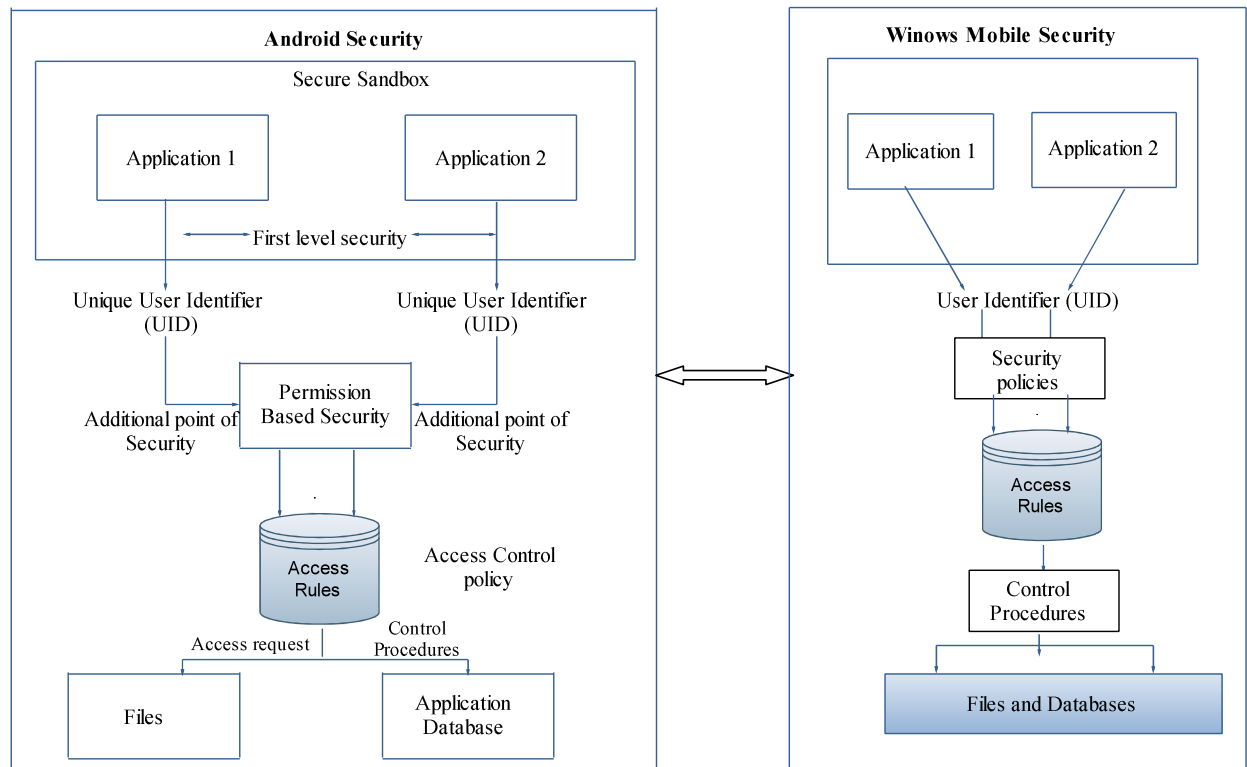 Android Security
Secure Sandbox
Application 1
Application 2
First level security
Unique User Identifier
(UID)
Unique User Identifier
(UID)
Permission
Based Security
Additional point of
Security
Additional point of
Security
.
Access
Rules
Access Control
policy
Access request
Control
Procedures
Files
Application
Database
Winows Mobile Security
Application 1
Application 2
User Identifier (UID)
Security
policies
.
Access
Rules
Control
Procedures
Files and Databases